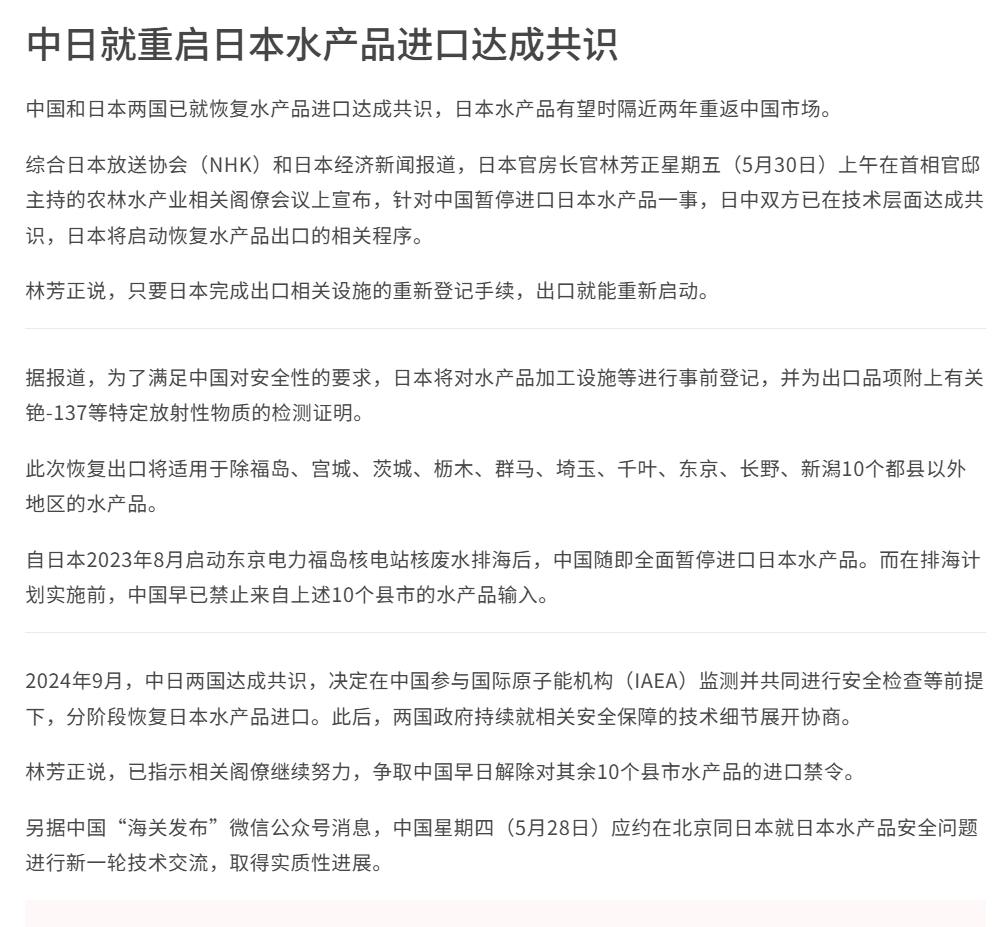 中日就重启日本水产品进口达成共识
中国和日本两国已就恢复水产品进口达成共识，日本水产品有望时隔近两年重返中国市场。
综合日本放送协会（NHK）和日本经济新闻报道，日本官房长官林芳正星期五（5月30日）上午在首相官邸
主持的农林水产业相关阁僚会议上宣布，针对中国暂停进口日本水产品一事，日中双方已在技术层面达成共
识，日本将启动恢复水产品出口的相关程序。
林芳正说，只要日本完成出口相关设施的重新登记手续，出口就能重新启动。
据报道，为了满足中国对安全性的要求，日本将对水产品加工设施等进行事前登记，并为出口品项附上有关
铯-137等特定放射性物质的检测证明。
此次恢复出口将适用于除福岛、宫城、茨城、枥木、群马、埼玉、千叶、东京、长野、新潟10个都县以外
地区的水产品。
自日本2023年8月启动东京电力福岛核电站核废水排海后，中国随即全面暂停进口日本水产品。而在排海计
划实施前，中国早已禁止来自上述10个县市的水产品输入。
2024年9月，中日两国达成共识，决定在中国参与国际原子能机构（IAEA）监测并共同进行安全检查等前提
下，分阶段恢复日本水产品进口。此后，两国政府持续就相关安全保障的技术细节展开协商。
林芳正说，已指示相关阁僚继续努力，争取中国早日解除对其余10个县市水产品的进口禁令。
另据中国“海关发布”微信公众号消息，中国星期四（5月28日）应约在北京同日本就日本水产品安全问题
进行新一轮技术交流，取得实质性进展。